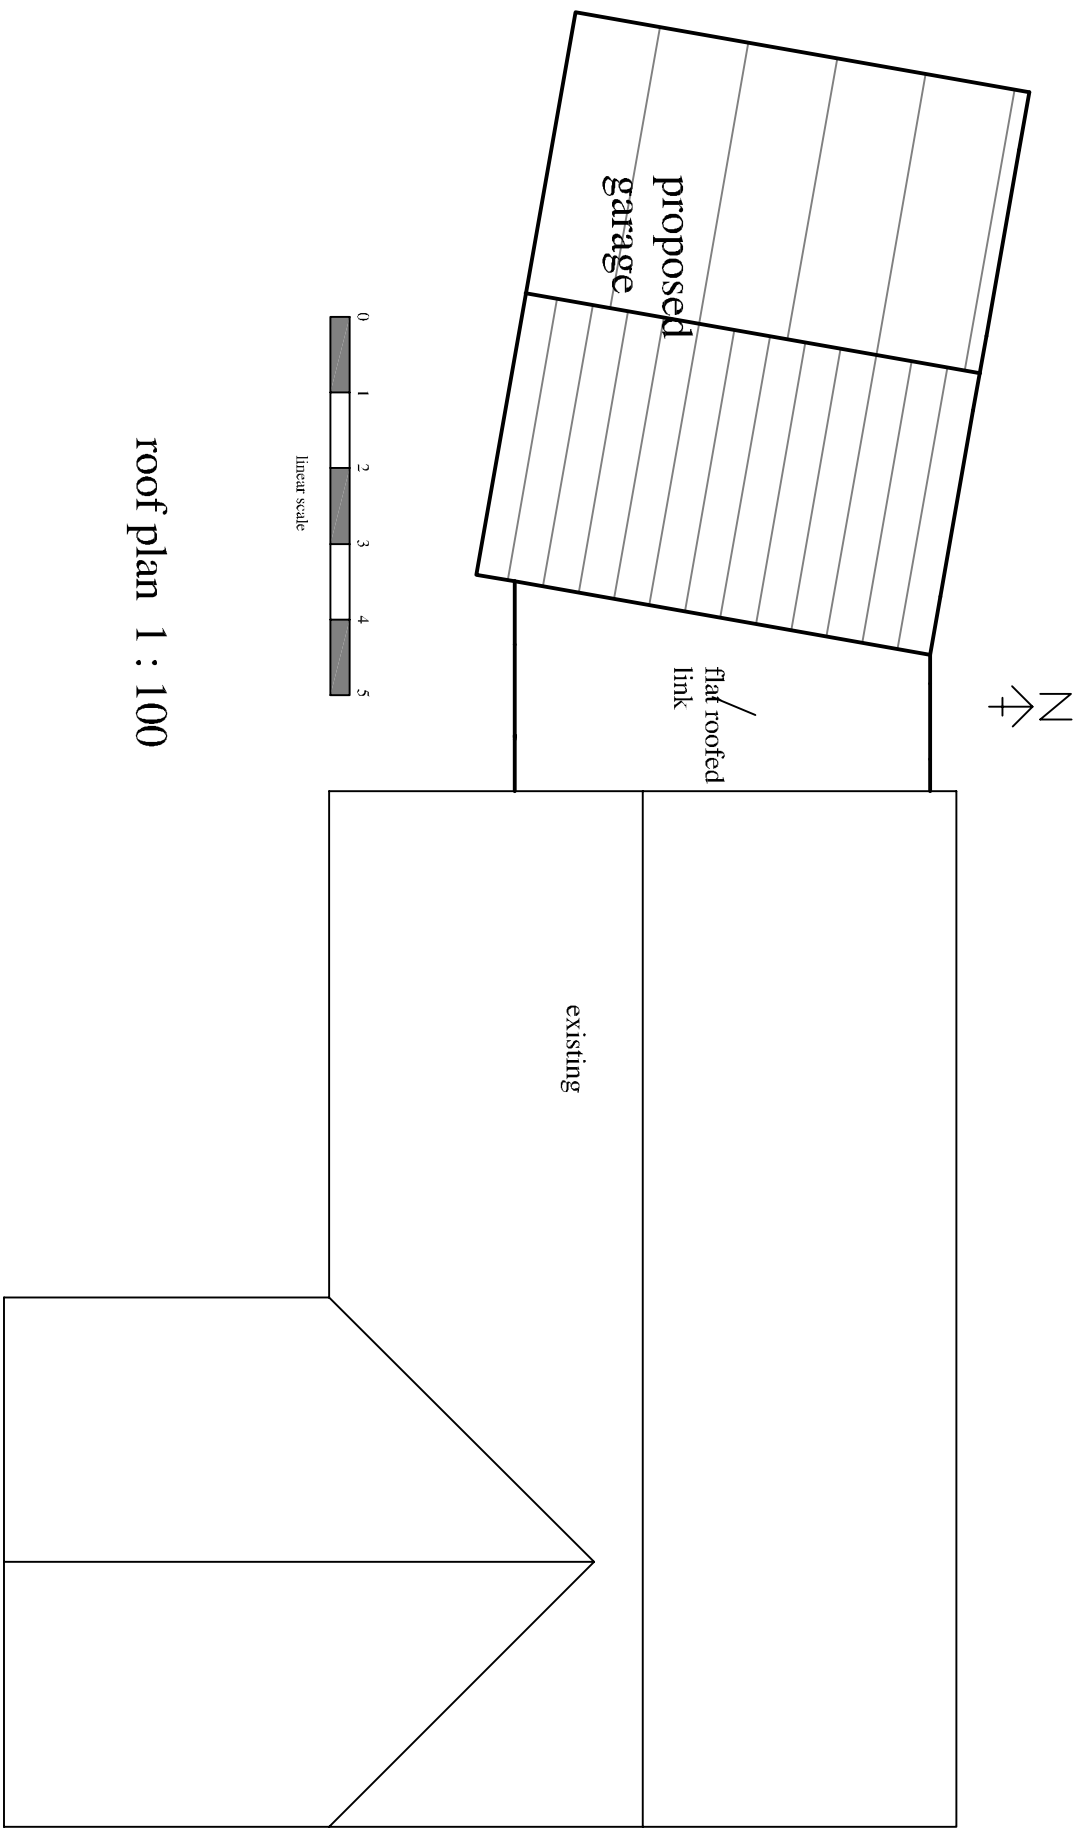 N
proposed
garage
flat roofed
link
existing
0 1 2 3 4 5
linear scale
roof plan 1 : 100